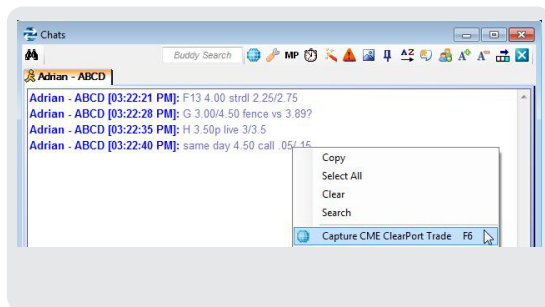 Chats
Buddy Search
MP
A Z
A
A
Adrian - ABCD
Adrian - ABCD [03:22:21 PM]: F13 4.00 strdl 2.25/2.75
Adrian - ABCD [03:22:28 PM]: G 3.00/4.50 fence vs 3.89?
Adrian - ABCD [03:22:35 PM]: H 3.50p live 3/3.5
Adrian - ABCD [03:22:40 PM]: same day 4.50 call .05/.15
Copy
Select All
Clear
Search
Capture CME ClearPort Trade F6